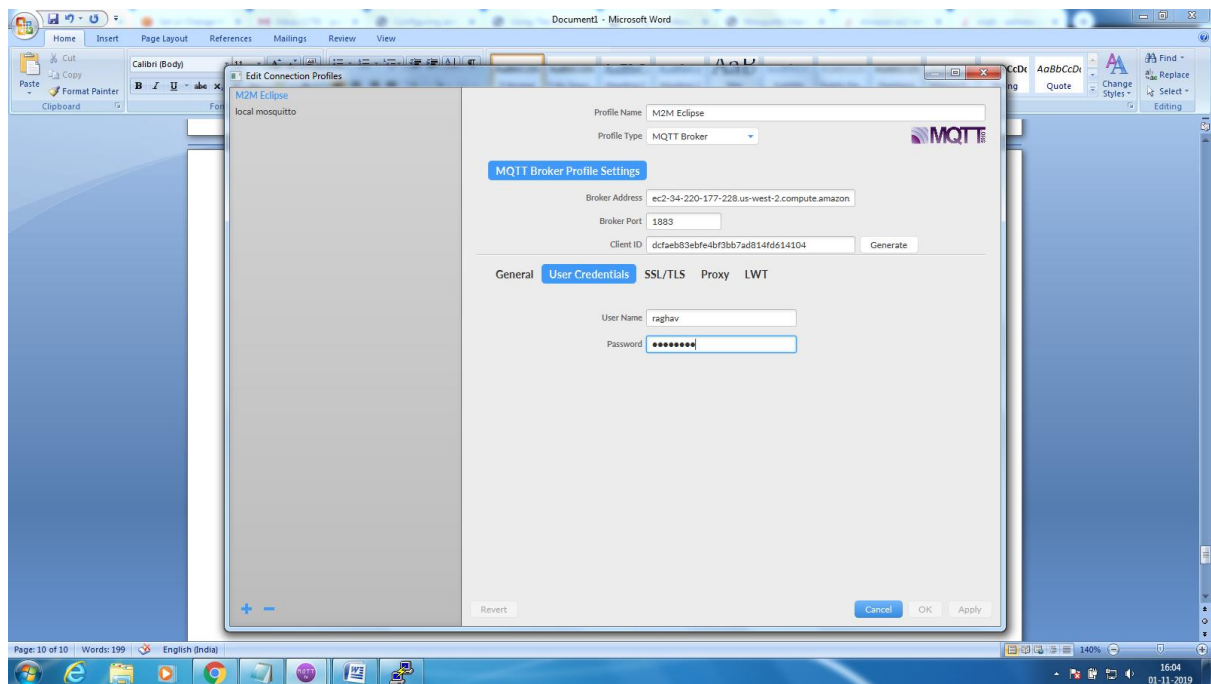 Document1 - Microsoft Word
Home Insert Page Layout References Mailings Review View
Cut
Copy
Paste
Format Painter
Clipboard
Calibri (Body)
B I U abe x,
Fon
AaBbCcDc
Quote
Change
Styles
Find
Replace
Select
Editing
Edit Connection Profiles
M2M Eclipse
local mosquitto
Profile Name M2M Eclipse
Profile Type MQTT Broker
MQTT
MQTT Broker Profile Settings
Broker Address ec2-34-220-177-228.us-west-2.compute.amazon
Broker Port 1883
Client ID dcfaeb83ebfe4bf3bb7ad814fd614104 Generate
General User Credentials SSL/TLS Proxy LWT
User Name raghav
Password ●●●●●●●●
Revert Cancel OK Apply
Page: 10 of 10 Words: 199 English (India) 140%
16:04
01-11-2019